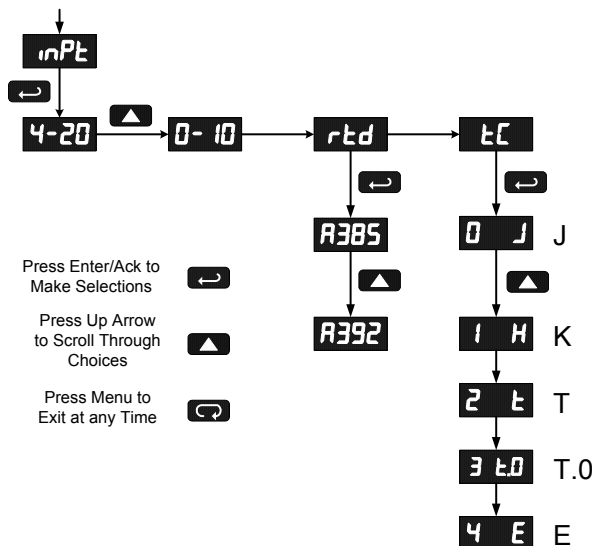 inPt
4-20
0-10
rtd
tC
A385
0 J
J
Press Enter/Ack to
Make Selections
A392
1 H
K
Press Up Arrow
to Scroll Through
Choices
2 t
T
Press Menu to
Exit at any Time
3 t.0
T.0
4 E
E